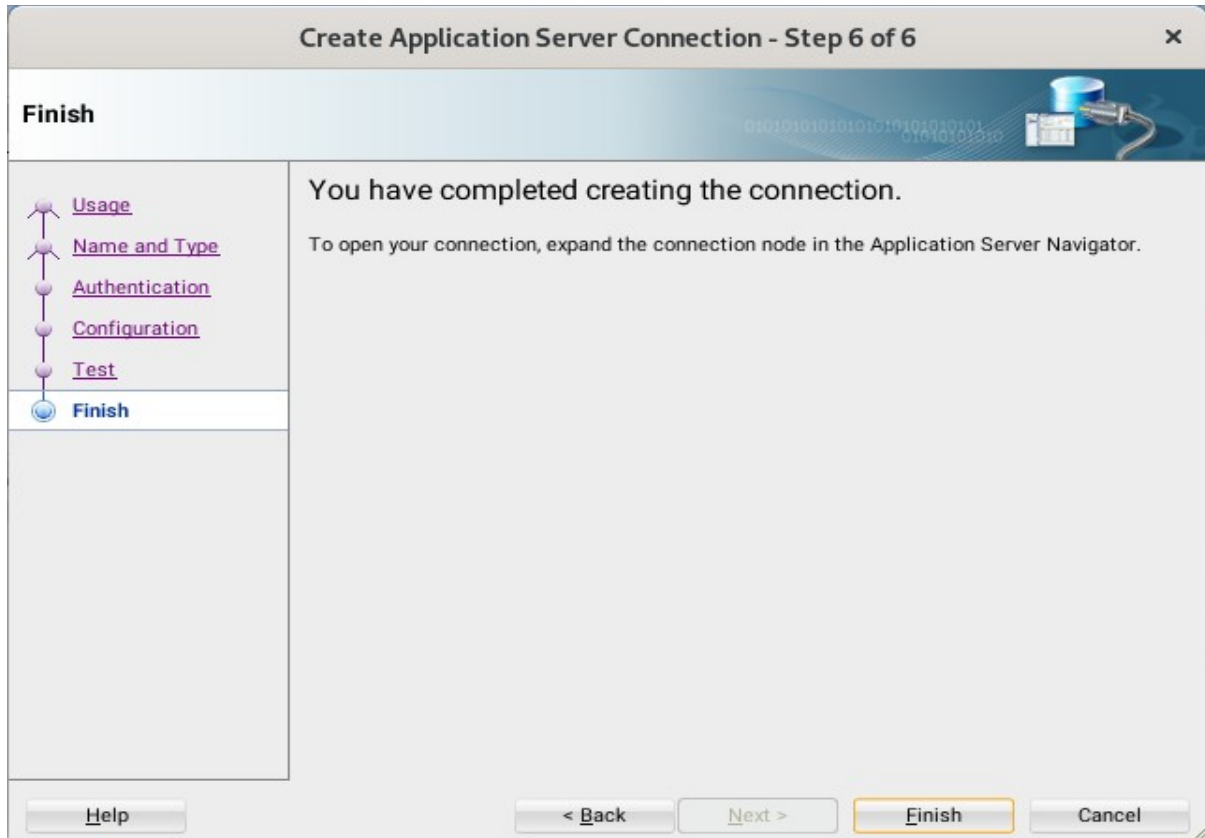 Create Application Server Connection - Step 6 of 6
Finish
Usage
Name and Type
Authentication
Configuration
Test
Finish
You have completed creating the connection.
To open your connection, expand the connection node in the Application Server Navigator.
Help
< Back
Next >
Finish
Cancel